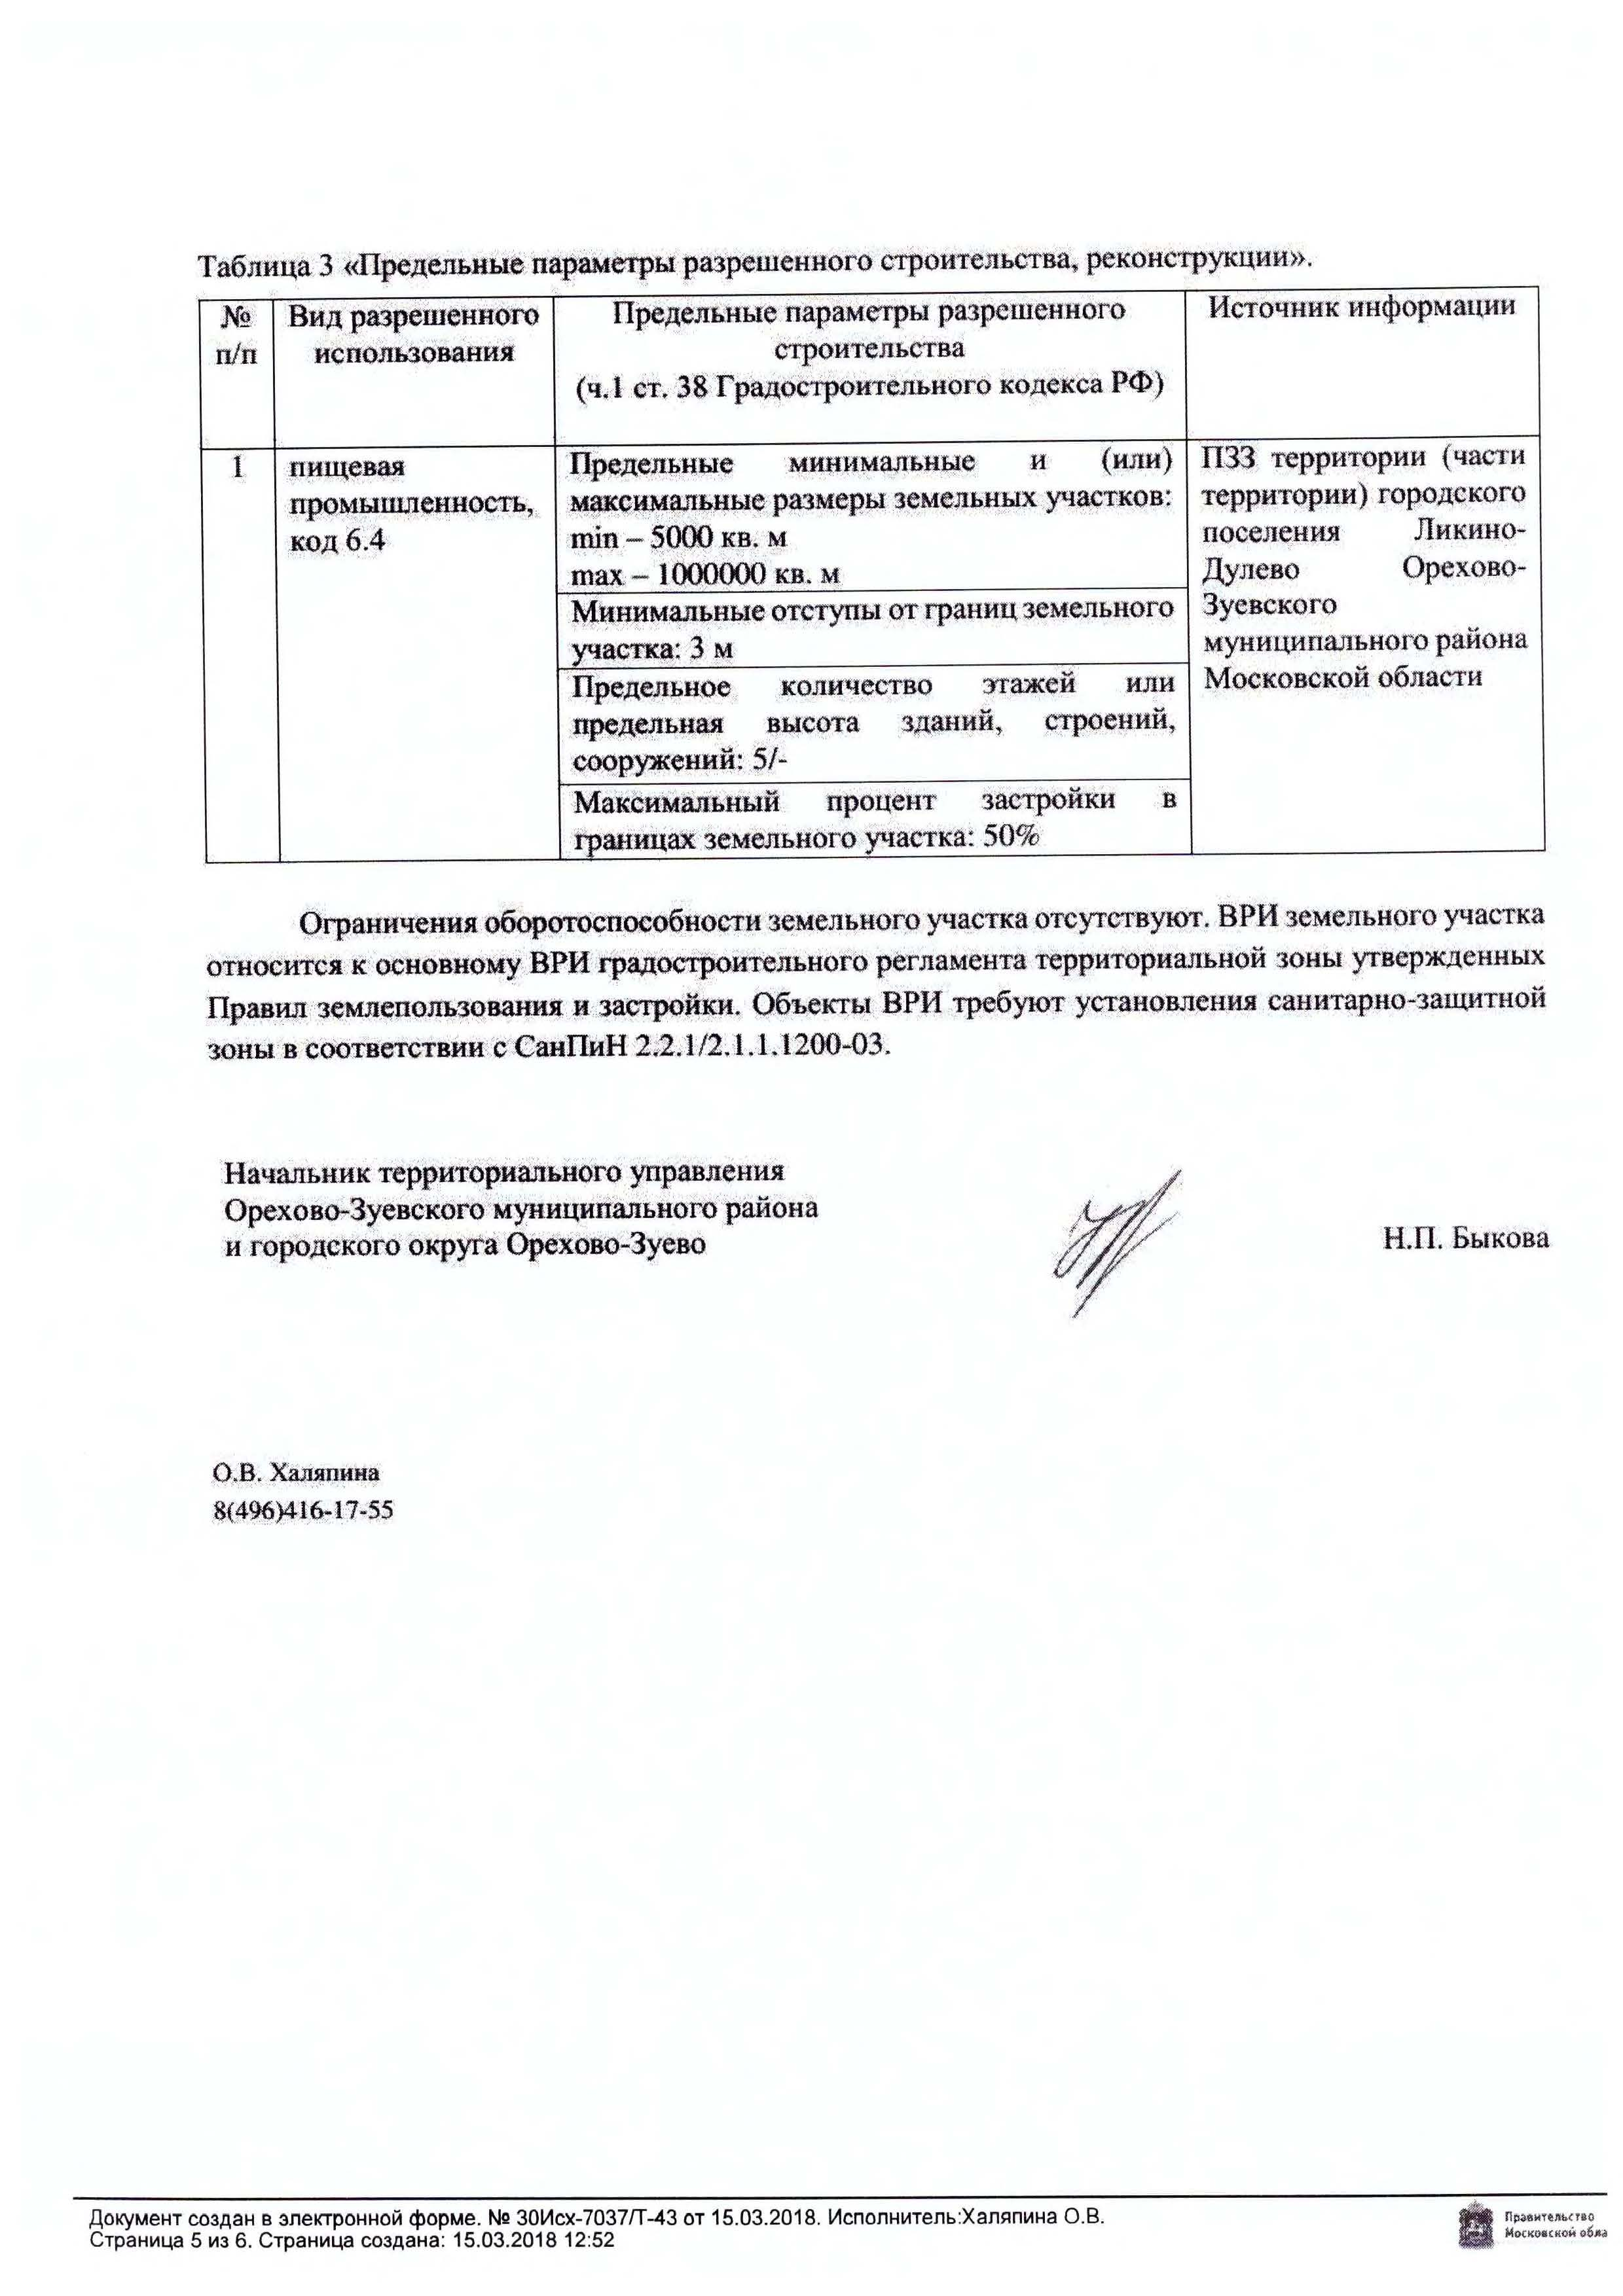 Таблица 3 «Предельные параметры разрешенного строительства, реконструкции».
№
п/п
Вид разрешенного
использования
Предельные параметры разрешенного
строительства
(ч.1 ст. 38 Градостроительного кодекса РФ)
Источник информации
1
пищевая
промышленность,
код 6.4
Предельные минимальные и (или)
максимальные размеры земельных участков:
min – 5000 кв. м
max – 1000000 кв. м
Минимальные отступы от границ земельного
участка: 3 м
Предельное количество этажей или
предельная высота зданий, строений,
сооружений: 5/-
Максимальный процент застройки в
границах земельного участка: 50%
ПЗЗ территории (части
территории) городского
поселения Ликино-
Дулево Орехово-
Зуевского
муниципального района
Московской области
Ограничения оборотоспособности земельного участка отсутствуют. ВРИ земельного участка
относится к основному ВРИ градостроительного регламента территориальной зоны утвержденных
Правил землепользования и застройки. Объекты ВРИ требуют установления санитарно-защитной
зоны в соответствии с СанПиН 2.2.1/2.1.1.1200-03.
Начальник территориального управления
Орехово-Зуевского муниципального района
и городского округа Орехово-Зуево
Н.П. Быкова
О.В. Халяпина
8(496)416-17-55
Документ создан в электронной форме. № 30Исх-7037/Т-43 от 15.03.2018. Исполнитель:Халяпина О.В.
Страница 5 из 6. Страница создана: 15.03.2018 12:52
Правительство
Московской обла